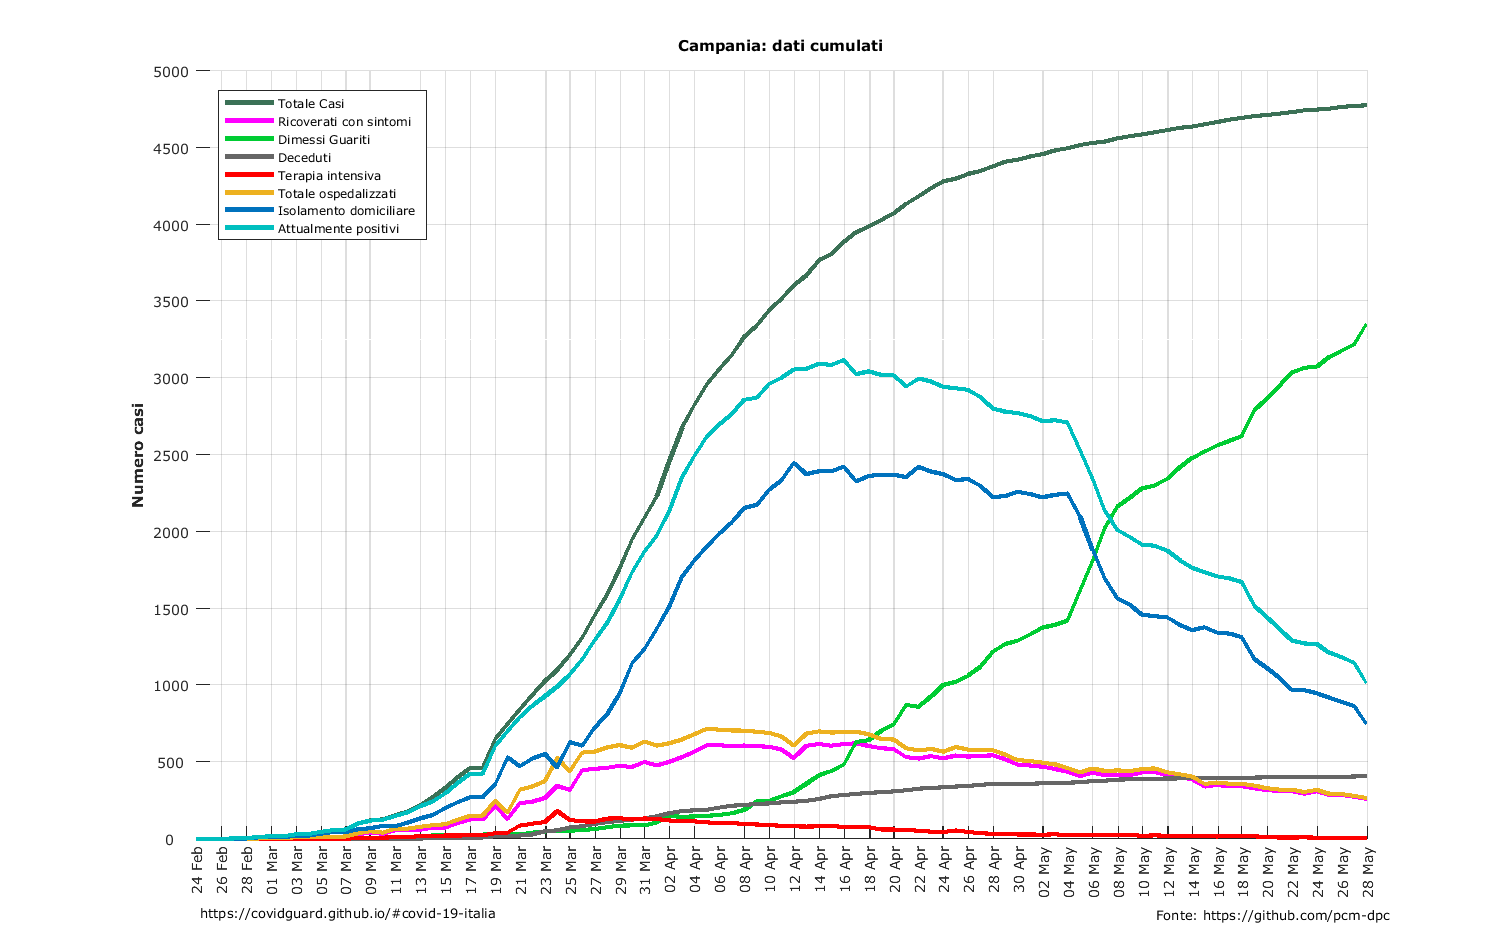 Campania: dati cumulati
Numero casi
5000
4500
4000
3500
3000
2500
2000
1500
1000
500
0
Totale Casi
Ricoverati con sintomi
Dimessi Guariti
Deceduti
Terapia intensiva
Totale ospedalizzati
Isolamento domiciliare
Attualmente positivi
24 Feb
26 Feb
28 Feb
01 Mar
03 Mar
05 Mar
07 Mar
09 Mar
11 Mar
13 Mar
15 Mar
17 Mar
19 Mar
21 Mar
23 Mar
25 Mar
27 Mar
29 Mar
31 Mar
02 Apr
04 Apr
06 Apr
08 Apr
10 Apr
12 Apr
14 Apr
16 Apr
18 Apr
20 Apr
22 Apr
24 Apr
26 Apr
28 Apr
30 Apr
02 May
04 May
06 May
08 May
10 May
12 May
14 May
16 May
18 May
20 May
22 May
24 May
26 May
28 May
https://covidguard.github.io/#covid-19-italia
Fonte: https://github.com/pcm-dpc